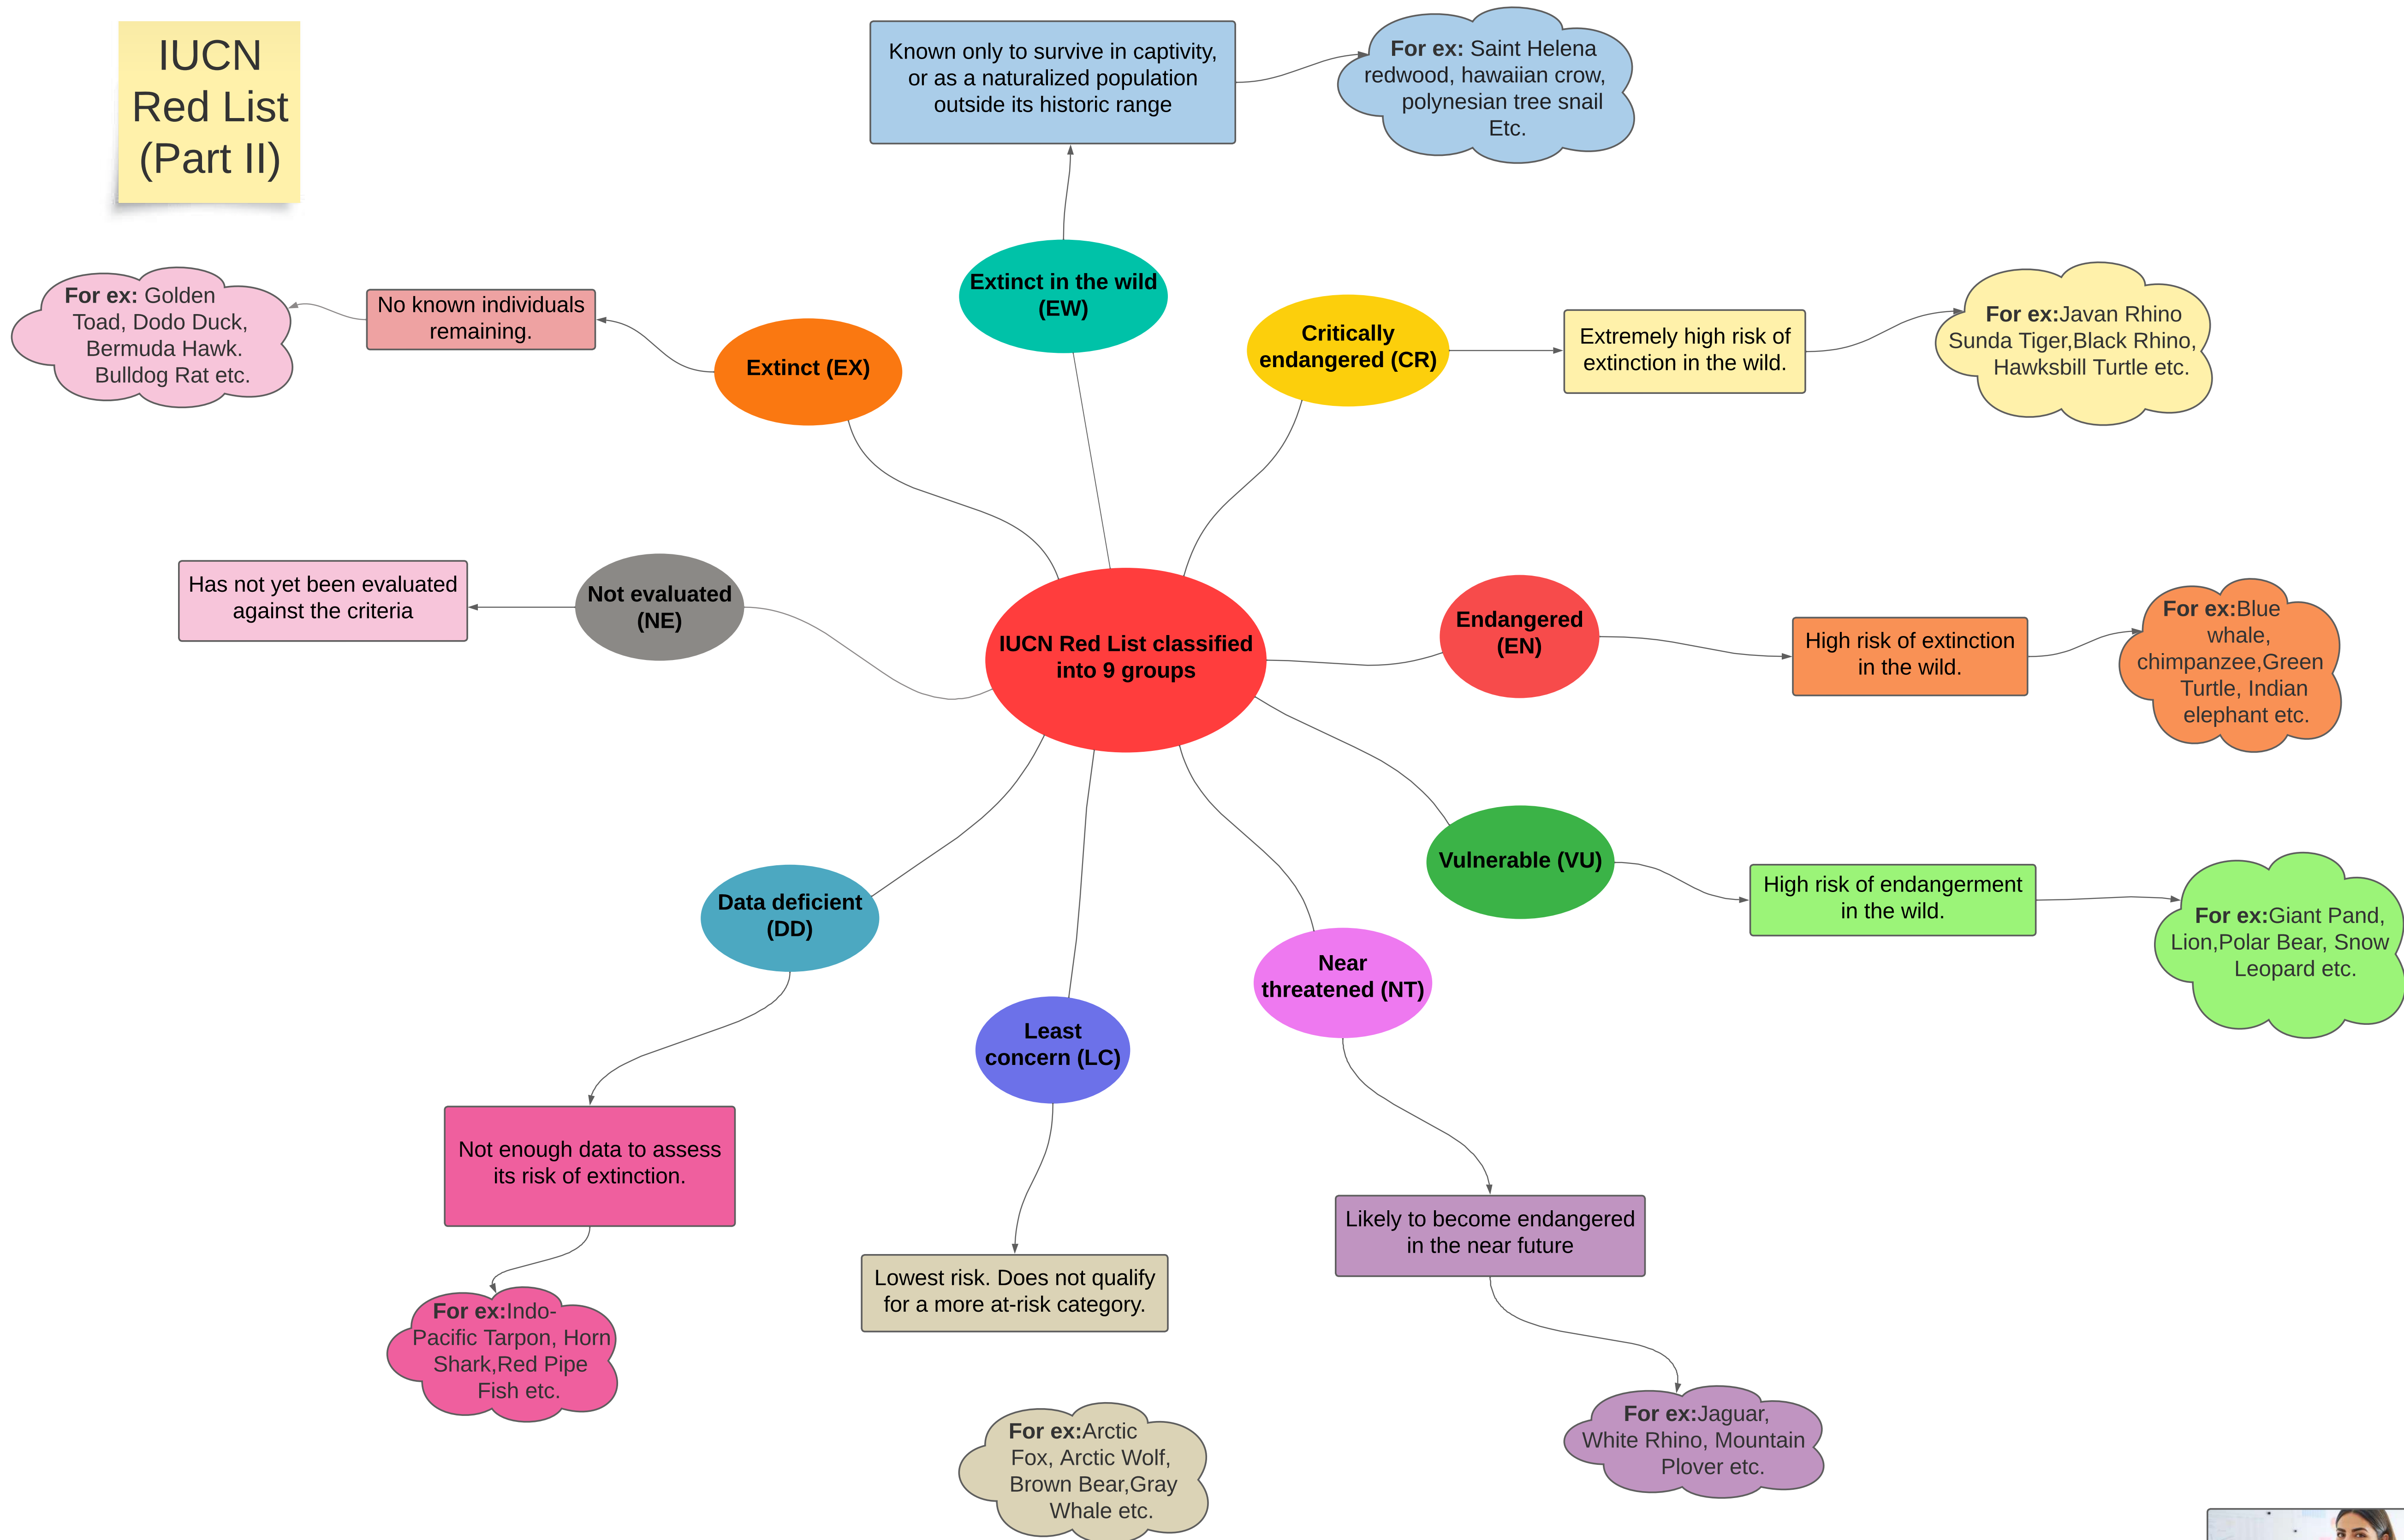 IUCN
Red List
(Part II)
Known only to survive in captivity,
or as a naturalized population
outside its historic range
For ex: Saint Helena
redwood, hawaiian crow,
polynesian tree snail
Etc.
Extinct in the wild
(EW)
For ex: Golden
Toad, Dodo Duck,
Bermuda Hawk.
Bulldog Rat etc.
No known individuals
remaining.
Extinct (EX)
Critically
endangered (CR)
Extremely high risk of
extinction in the wild.
For ex:Javan Rhino
Sunda Tiger,Black Rhino,
Hawksbill Turtle etc.
Has not yet been evaluated
against the criteria
Not evaluated
(NE)
IUCN Red List classified
into 9 groups
Endangered
(EN)
High risk of extinction
in the wild.
For ex:Blue
whale,
chimpanzee,Green
Turtle, Indian
elephant etc.
Vulnerable (VU)
High risk of endangerment
in the wild.
For ex:Giant Pand,
Lion,Polar Bear, Snow
Leopard etc.
Data deficient
(DD)
Least
concern (LC)
Near
threatened (NT)
Not enough data to assess
its risk of extinction.
Lowest risk. Does not qualify
for a more at-risk category.
Likely to become endangered
in the near future
For ex:Indo-
Pacific Tarpon, Horn
Shark,Red Pipe
Fish etc.
For ex:Arctic
Fox, Arctic Wolf,
Brown Bear,Gray
Whale etc.
For ex:Jaguar,
White Rhino, Mountain
Plover etc.